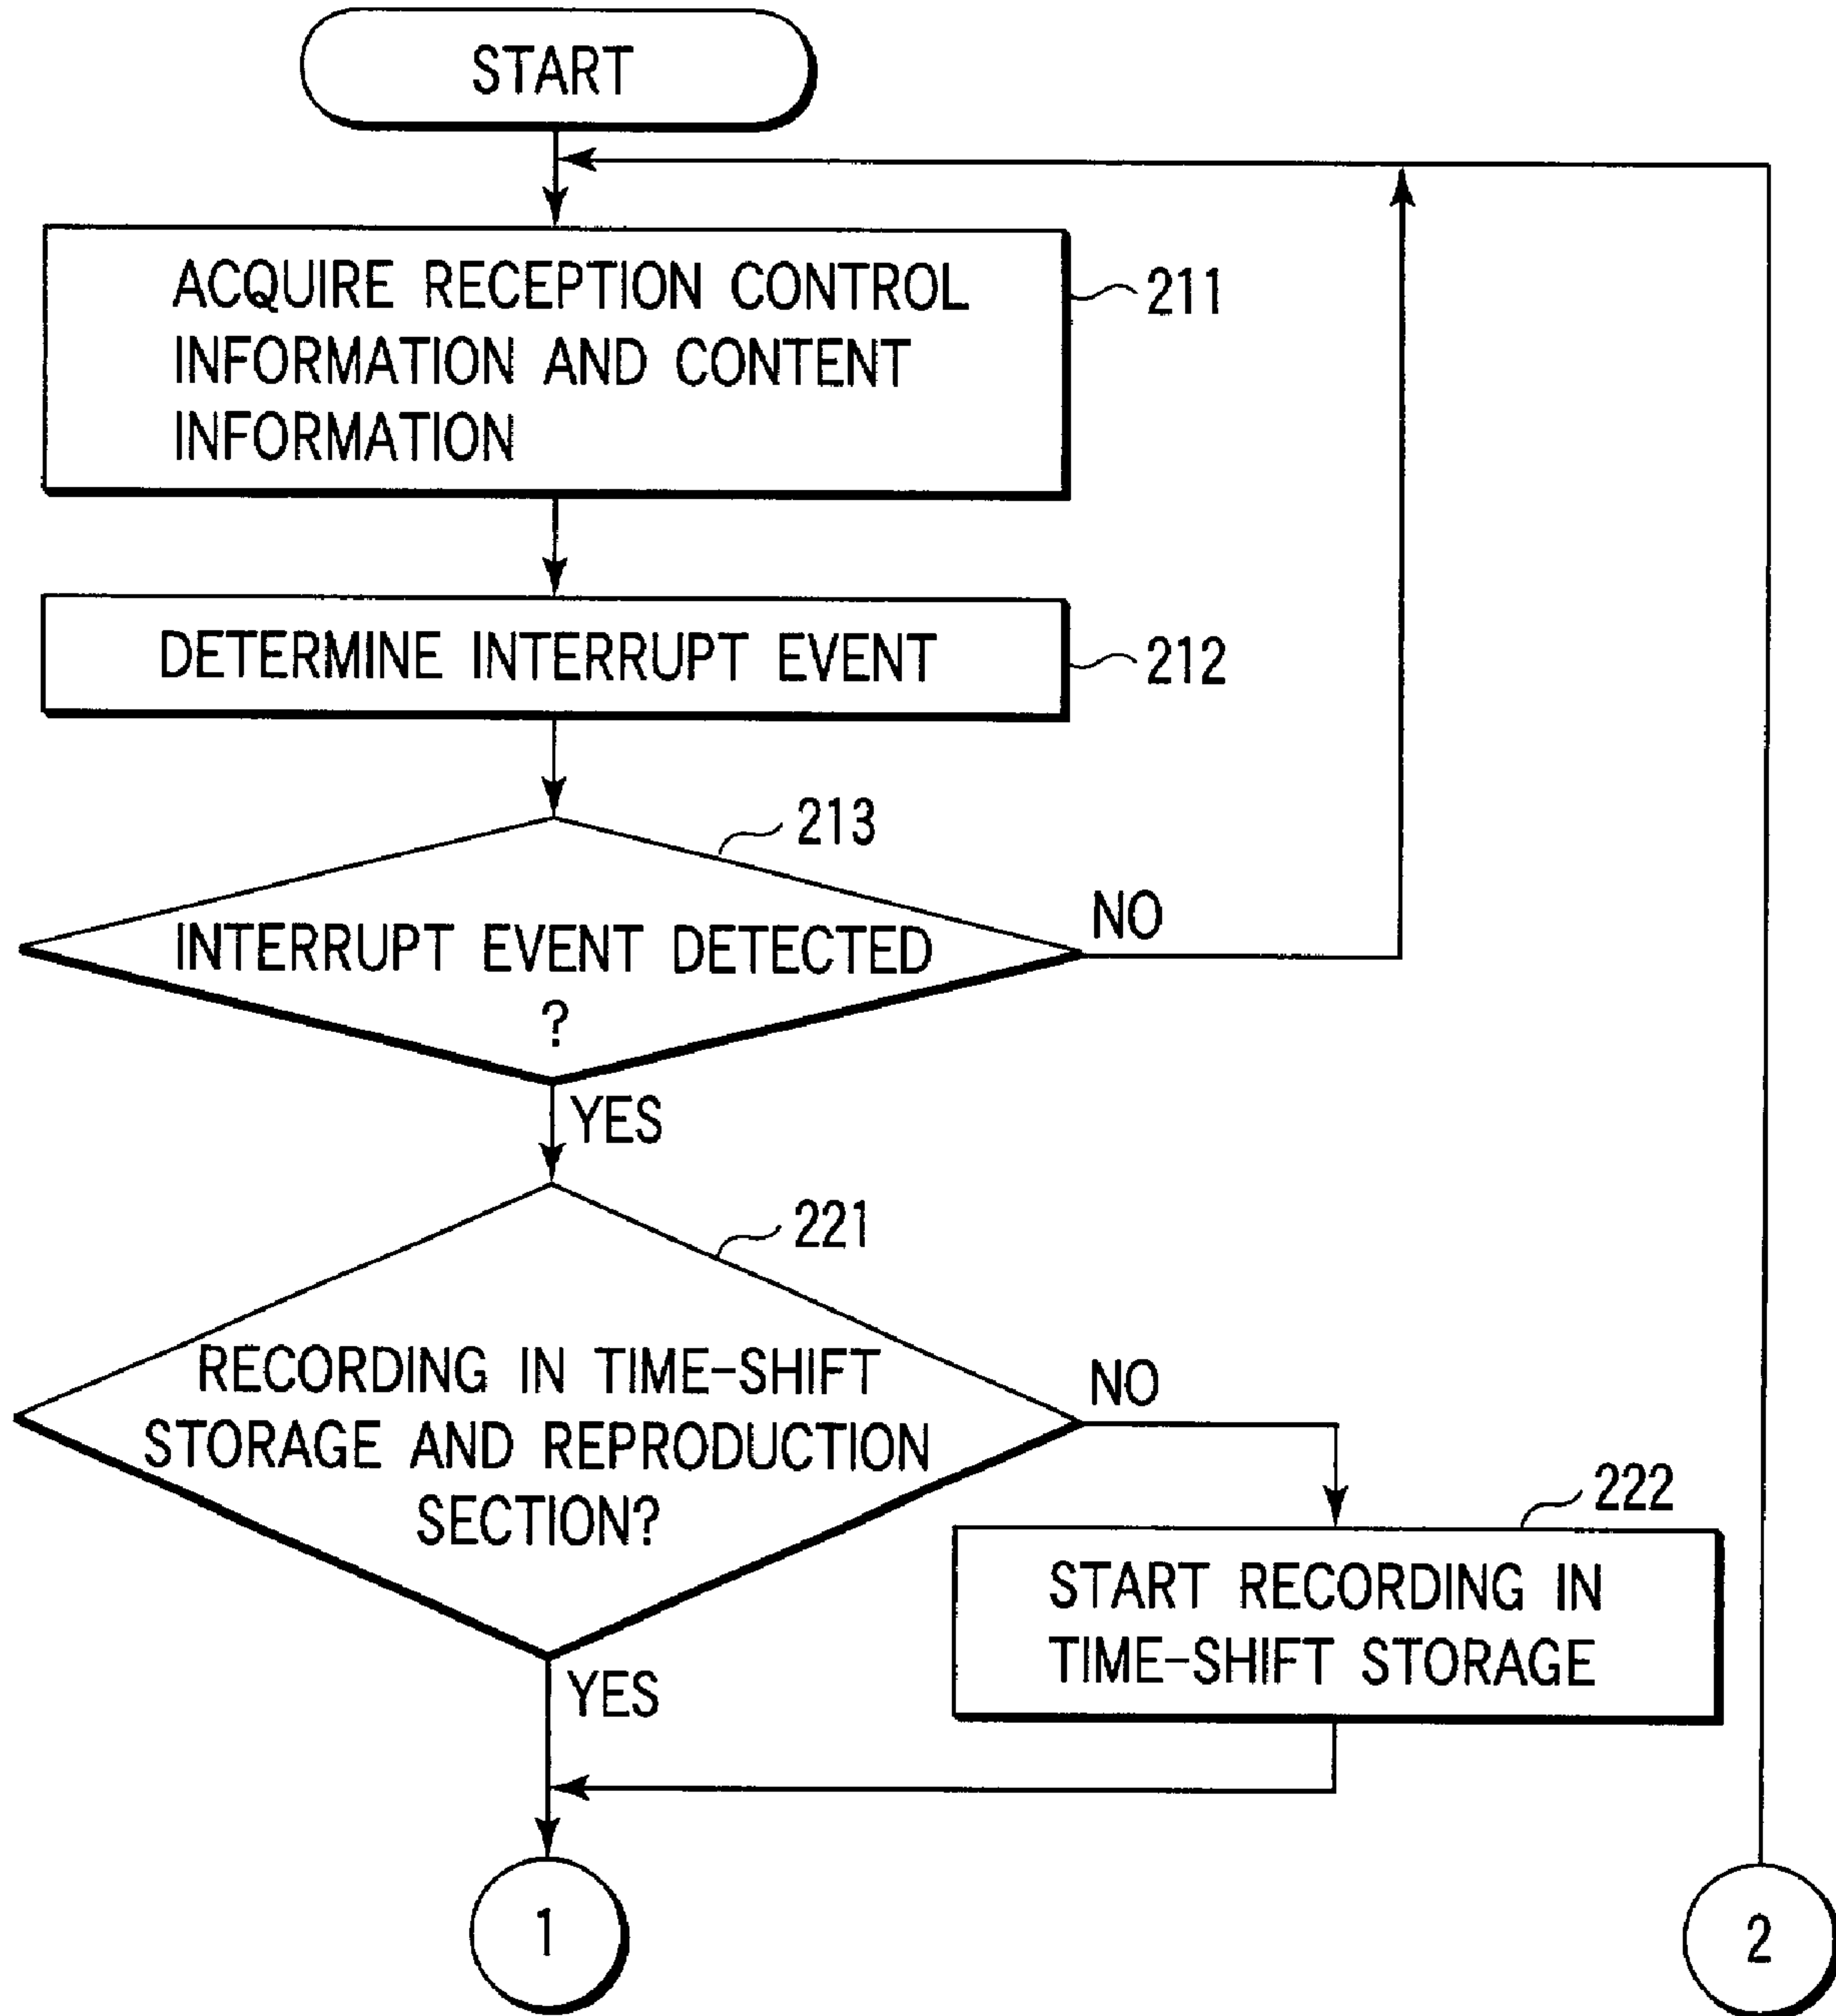 START
ACQUIRE RECEPTION CONTROL
INFORMATION AND CONTENT
INFORMATION
211
DETERMINE INTERRUPT EVENT
212
213
INTERRUPT EVENT DETECTED
?
NO
YES
221
RECORDING IN TIME-SHIFT
STORAGE AND REPRODUCTION
SECTION?
NO
222
START RECORDING IN
TIME-SHIFT STORAGE
YES
1
2